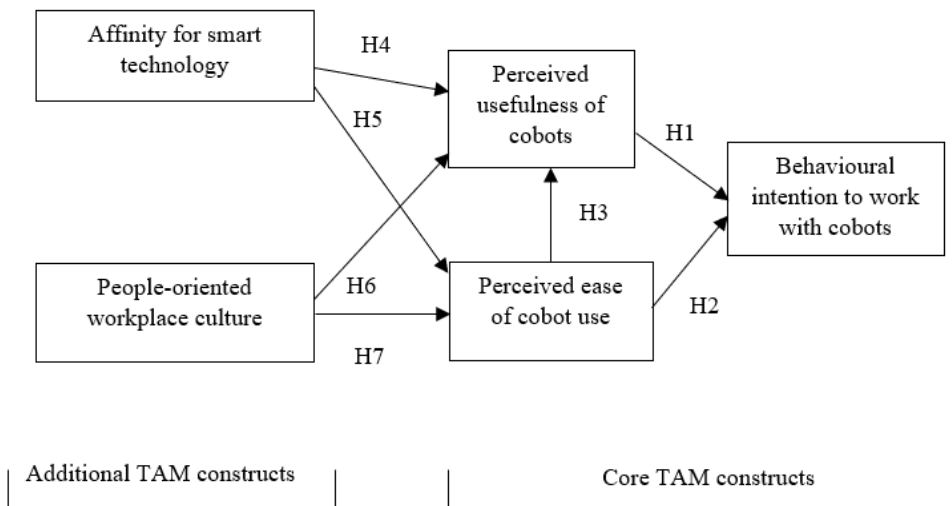 Affinity for smart
technology
H4
Perceived
usefulness of
cobots
H5
H1
Behavioural
intention to work
with cobots
H3
People-oriented
workplace culture
H6
Perceived ease
of cobot use
H2
H7
Additional TAM constructs
Core TAM constructs